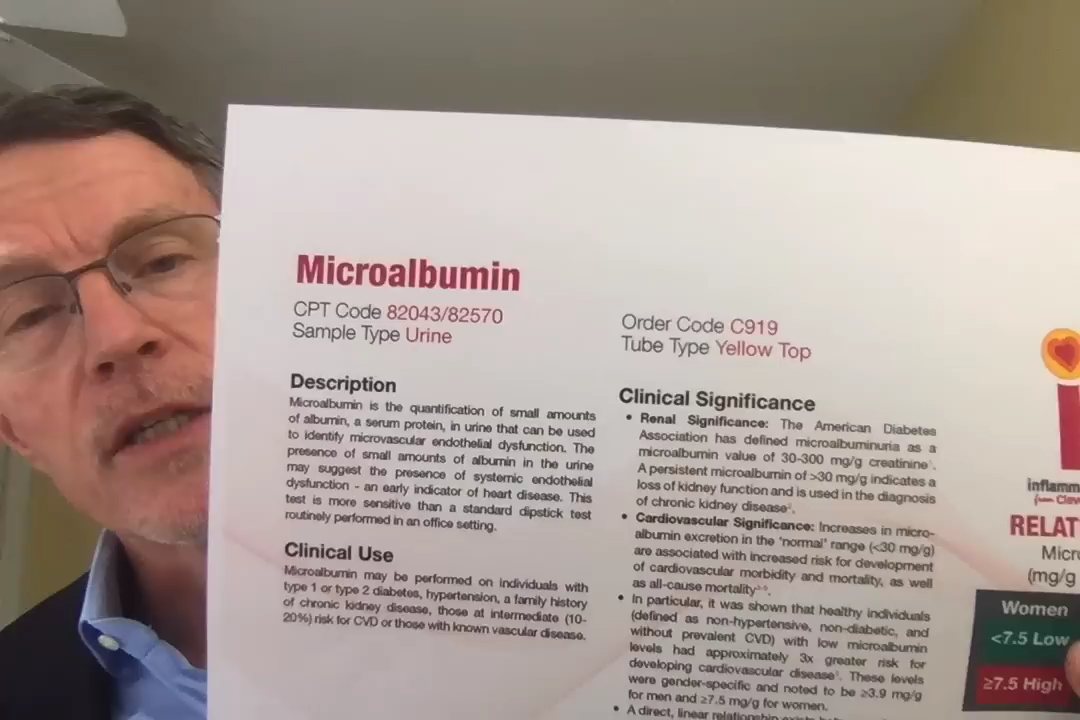 Microalbumin
CPT Code 82043/82570
Sample Type Urine
Description
Microalbumin is the quantification of small amounts
of albumin, a serum protein, in urine that can be used
to identify microvascular endothelial dysfunction. The
presence of small amounts of albumin in the urine
may suggest the presence of systemic endothelial
dysfunction - an early indicator of heart disease. This
test is more sensitive than a standard dipstick test
routinely performed in an office setting.
Clinical Use
Microalbumin may be performed on individuals with
type 1 or type 2 diabetes, hypertension, a family history
of chronic kidney disease, those at intermediate (10-
20%) risk for CVD or those with known vascular disease.
Order Code C919
Tube Type Yellow Top
Clinical Significance
• Renal Significance: The American Diabetes
Association has defined microalbuminuria as a
microalbumin value of 30-300 mg/g creatinine.
A persistent microalbumin of >30 mg/g indicates a
loss of kidney function and is used in the diagnosis
of chronic kidney disease.
• Cardiovascular Significance: Increases in micro-
albumin excretion in the 'normal' range (<30 mg/g)
are associated with increased risk for development
of cardiovascular morbidity and mortality, as well
as all-cause mortality.
• In particular, it was shown that healthy individuals
(defined as non-hypertensive, non-diabetic, and
without prevalent CVD) with low microalbumin
levels had approximately 3x greater risk for
developing cardiovascular disease. These levels
were gender-specific and noted to be ≥3.9 mg/g
for men and ≥7.5 mg/g for women.
• A direct, linear relationship
inflamm
(from Clev
RELAT
Micro
(mg/g
Women
<7.5 Low
≥7.5 High